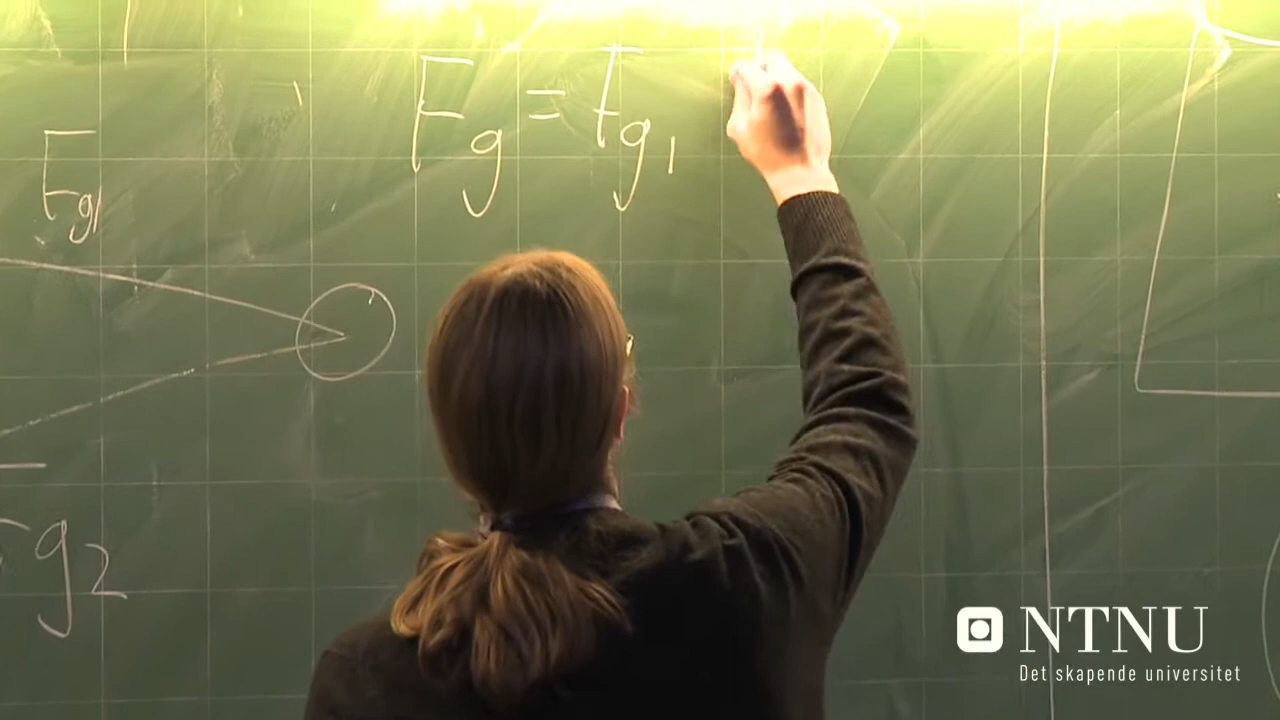 Fg = Fg1
Fg1
Fg2
NTNU
Det skapende universitet